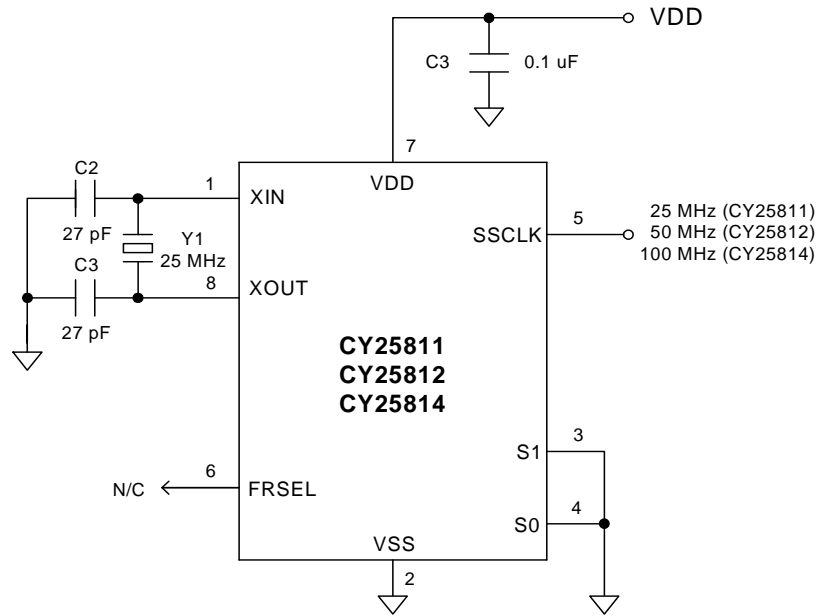 VDD
C3 0.1 uF
7
VDD
C2
27 pF
1
XIN
Y1
25 MHz
C3
27 pF
8
XOUT
5
SSCLK
25 MHz (CY25811)
50 MHz (CY25812)
100 MHz (CY25814)
CY25811
CY25812
CY25814
3
S1
N/C
6
FRSEL
4
S0
VSS
2